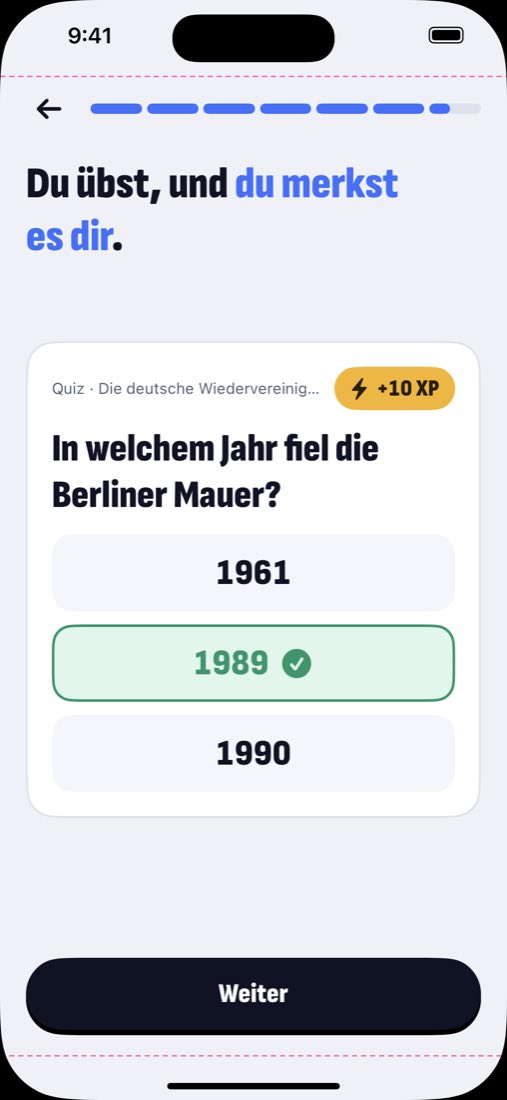 9:41
Du übst, und du merkst
es dir.
Quiz · Die deutsche Wiedervereinig...
+10 XP
In welchem Jahr fiel die
Berliner Mauer?
1961
1989
1990
Weiter